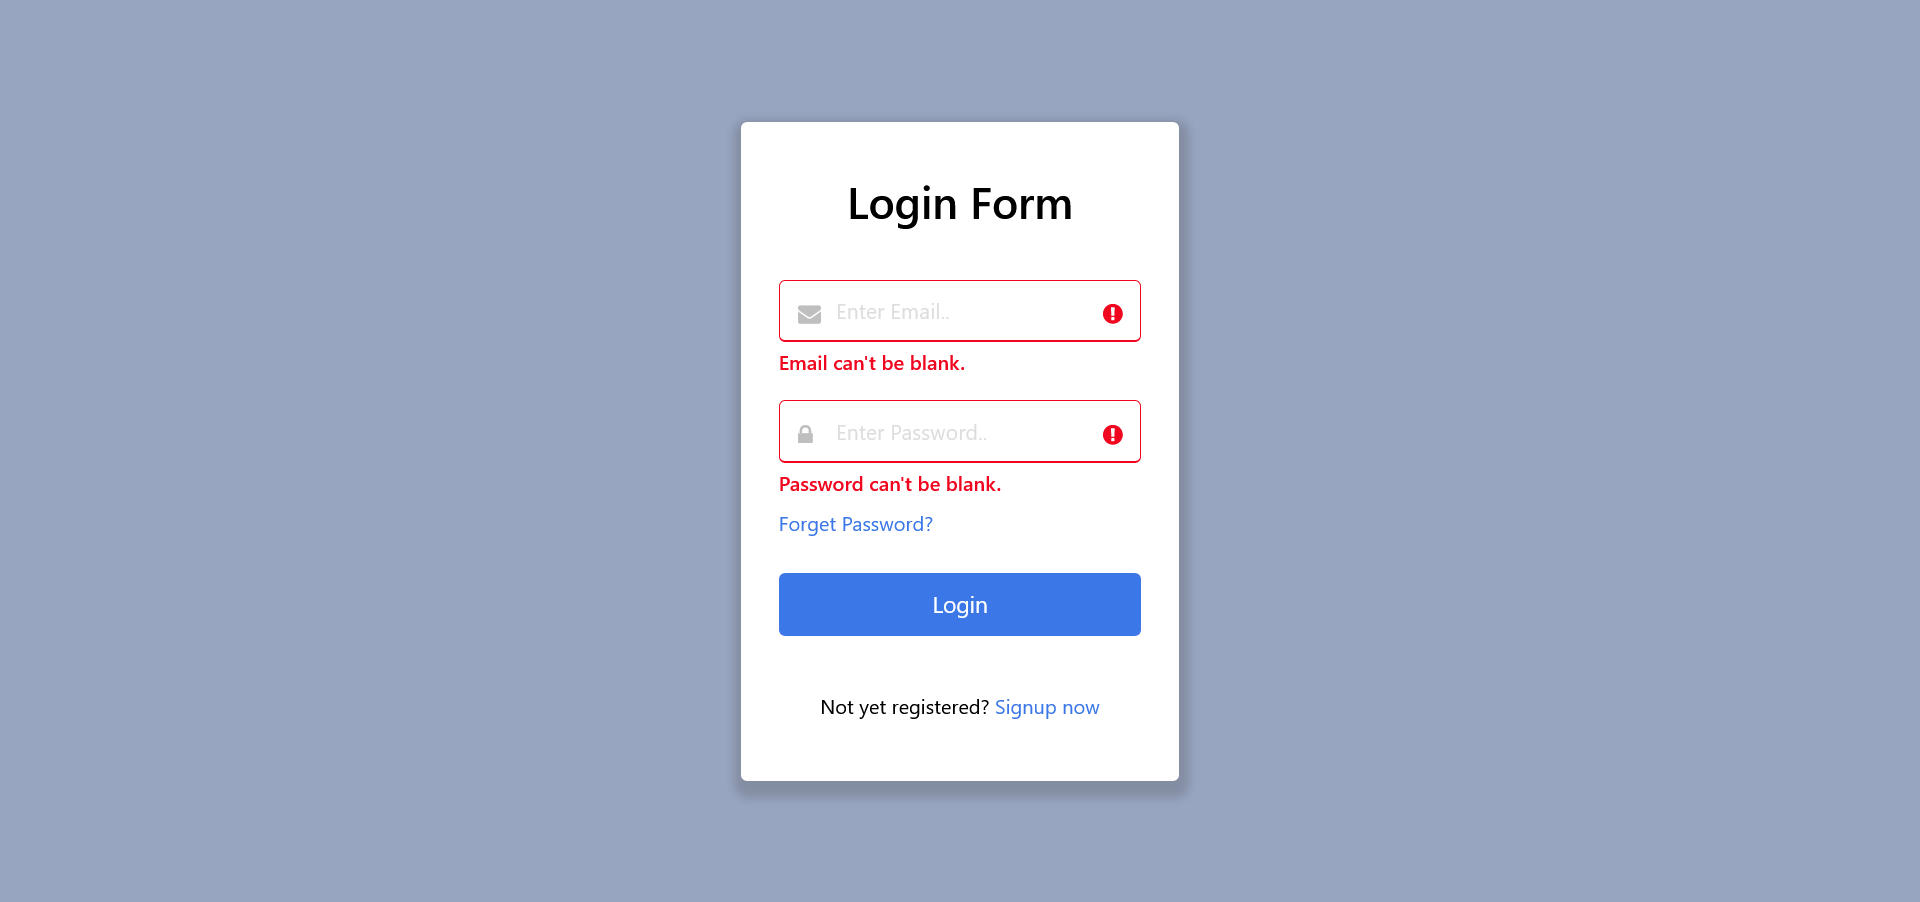 Login Form
Enter Email..
Email can't be blank.
Enter Password..
Password can't be blank.
Forget Password?
Login
Not yet registered? Signup now